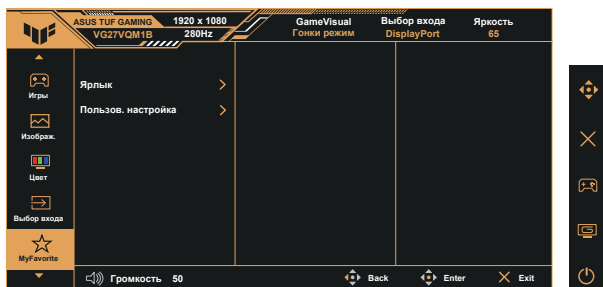 ASUS TUF GAMING
VG27VQM1B
1920 x 1080
280Hz
GameVisual
Гонки режим
Выбор входа
DisplayPort
Яркость
65
Игры
Изображ.
Цвет
Выбор входа
MyFavorite
Ярлык
Пользов. настройка
Громкость 50
Back
Enter
Exit